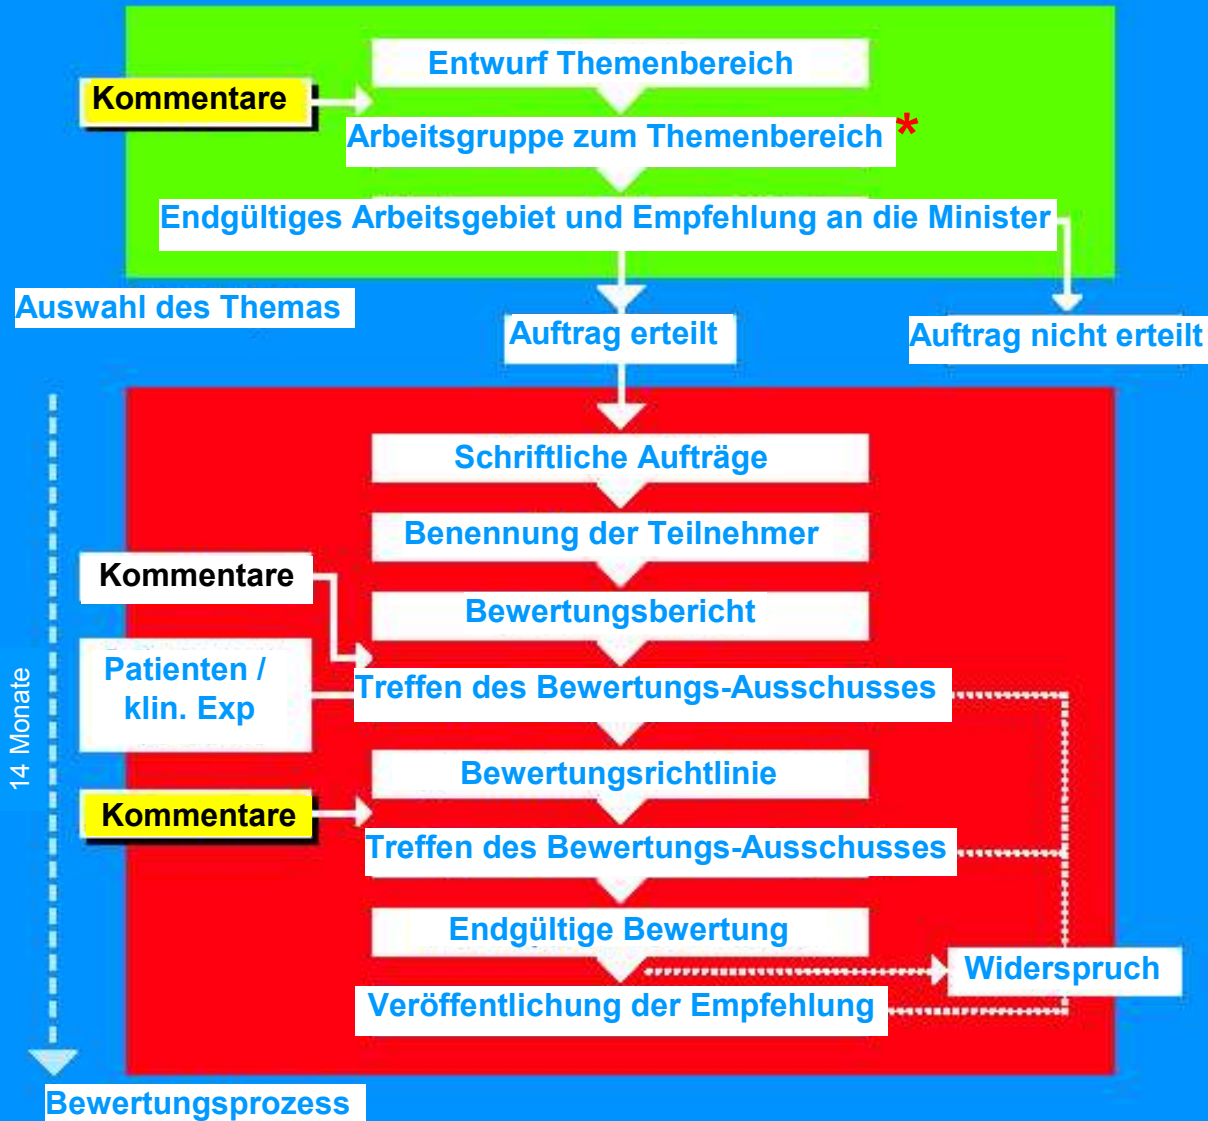 Entwurf Themenbereich
Kommentare
Arbeitsgruppe zum Themenbereich *
Endgültiges Arbeitsgebiet und Empfehlung an die Minister
Auswahl des Themas
Auftrag erteilt
Auftrag nicht erteilt
Schriftliche Aufträge
Benennung der Teilnehmer
Kommentare
Bewertungsbericht
Patienten /
klin. Exp
Treffen des Bewertungs-Ausschusses
14 Monate
Bewertungsrichtlinie
Kommentare
Treffen des Bewertungs-Ausschusses
Endgültige Bewertung
Widerspruch
Veröffentlichung der Empfehlung
Bewertungsprozess